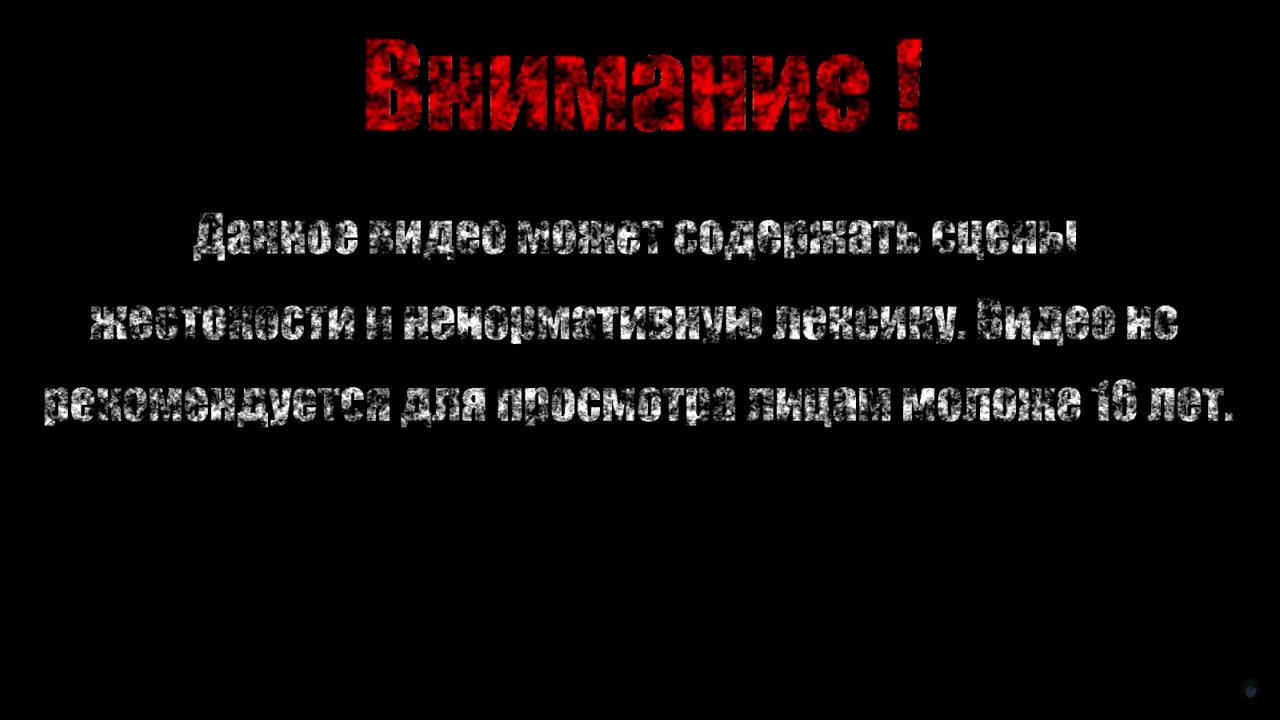 Внимание !
Данное видео может содержать сцены
жестокости и ненормативную лексику. Видео не
рекомендуется для просмотра лицам моложе 16 лет.